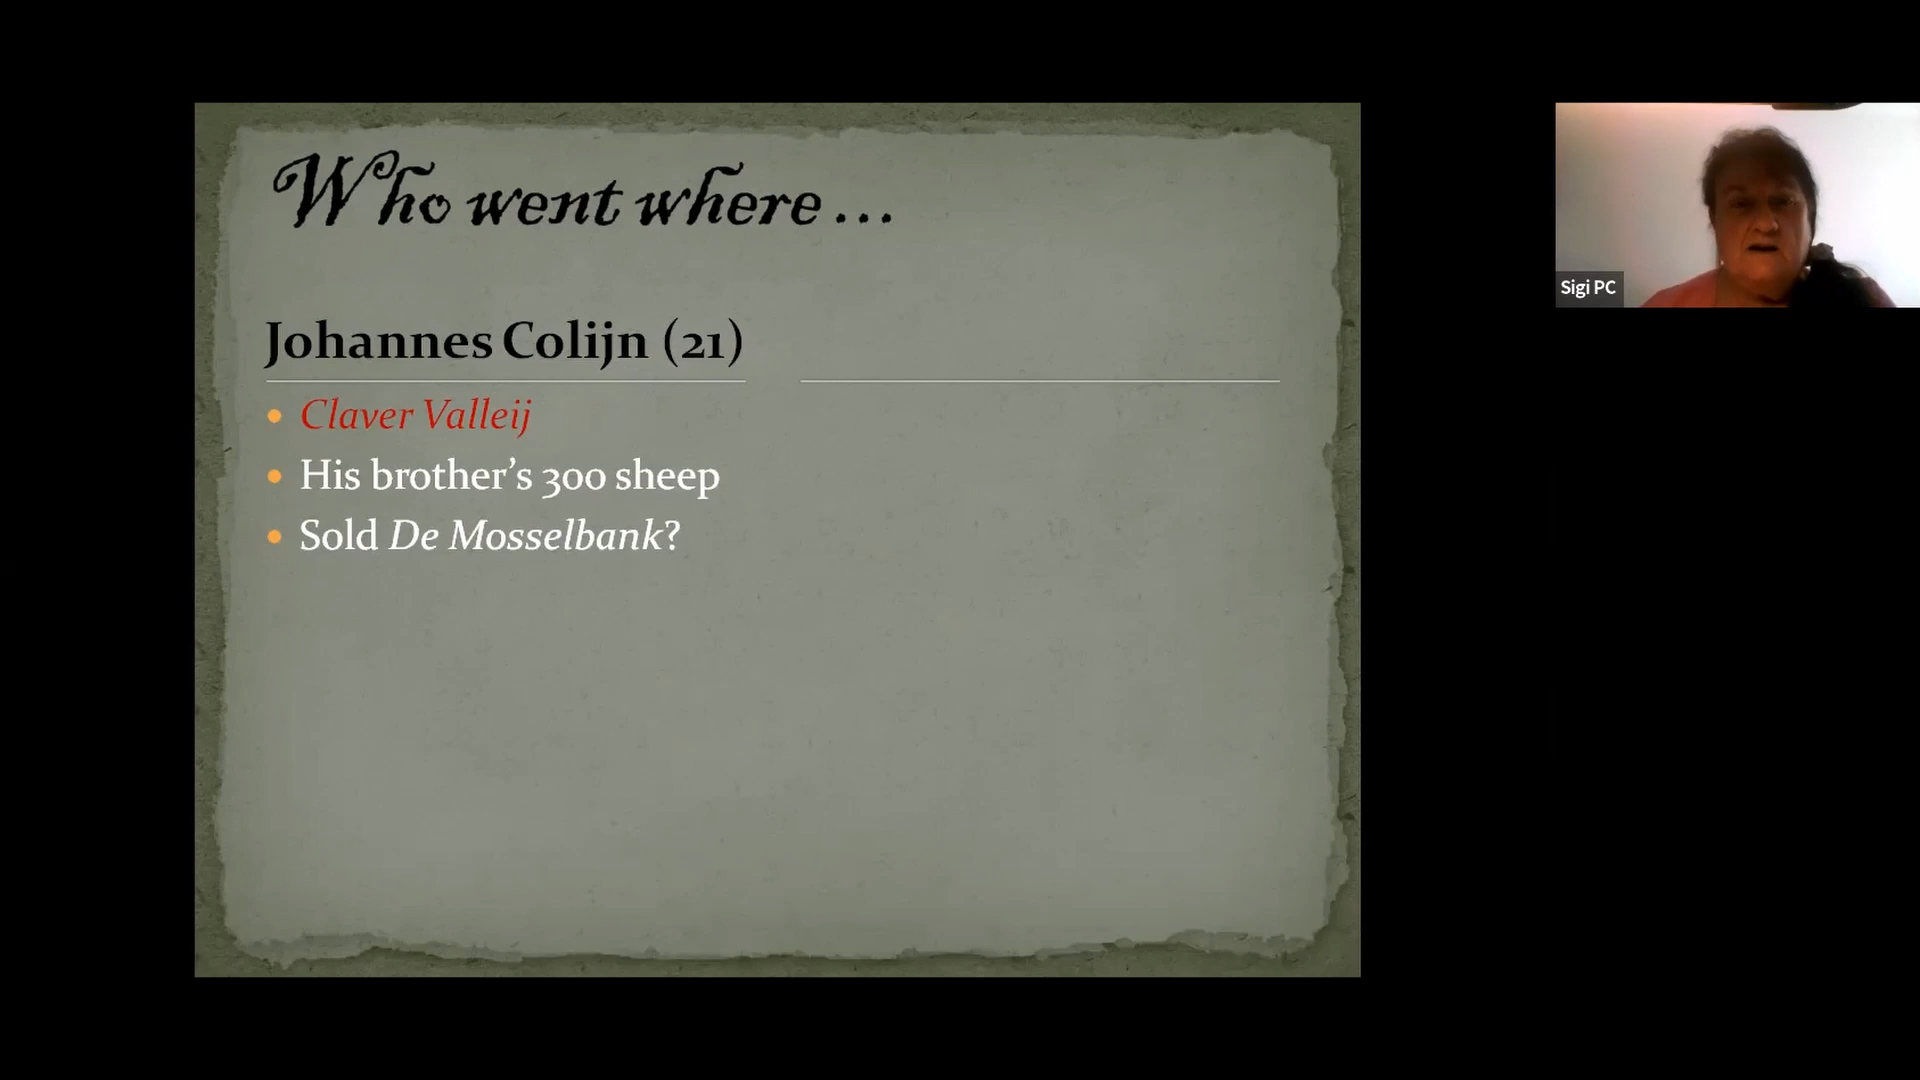 Who went where ...
Johannes Colijn (21)
Claver Valleij
His brother’s 300 sheep
Sold De Mosselbank?
Sigi PC